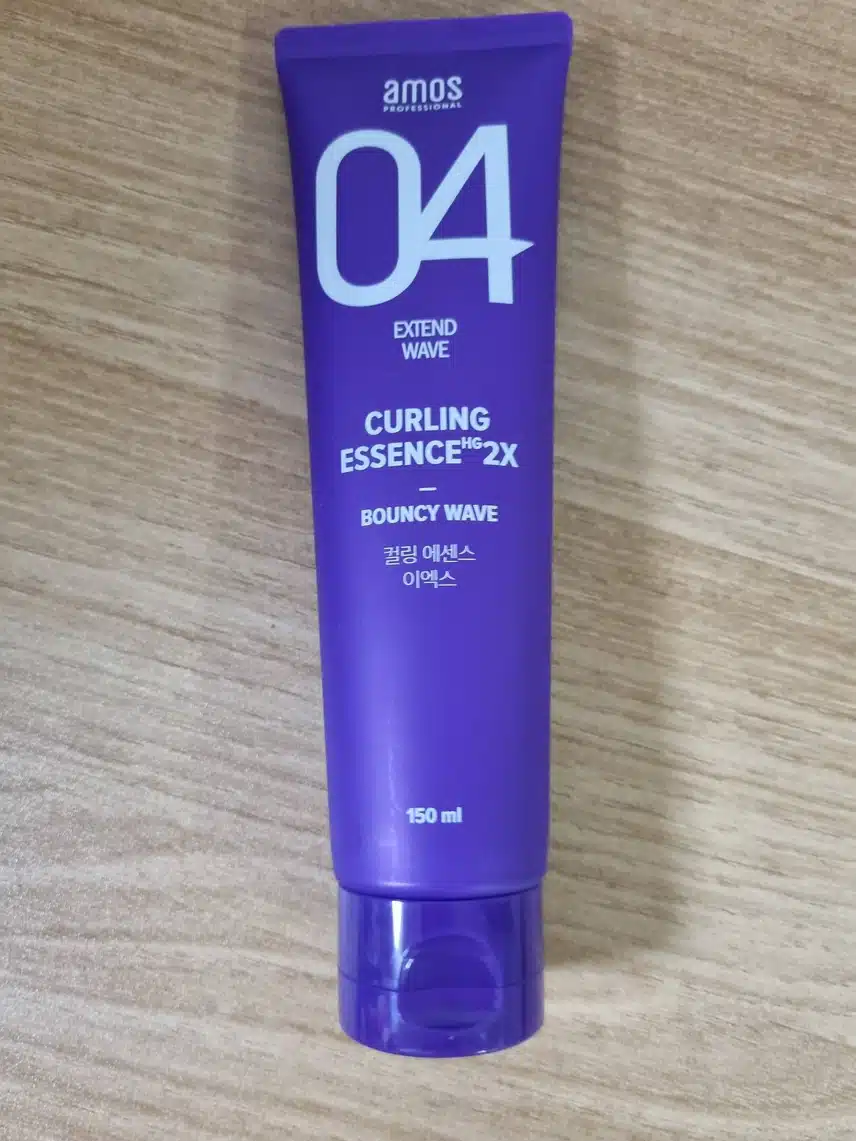 amos
PROFESSIONAL
04
EXTEND
WAVE
CURLING
ESSENCE HG 2X
BOUNCY WAVE
컬링 에센스
이엑스
150 ml